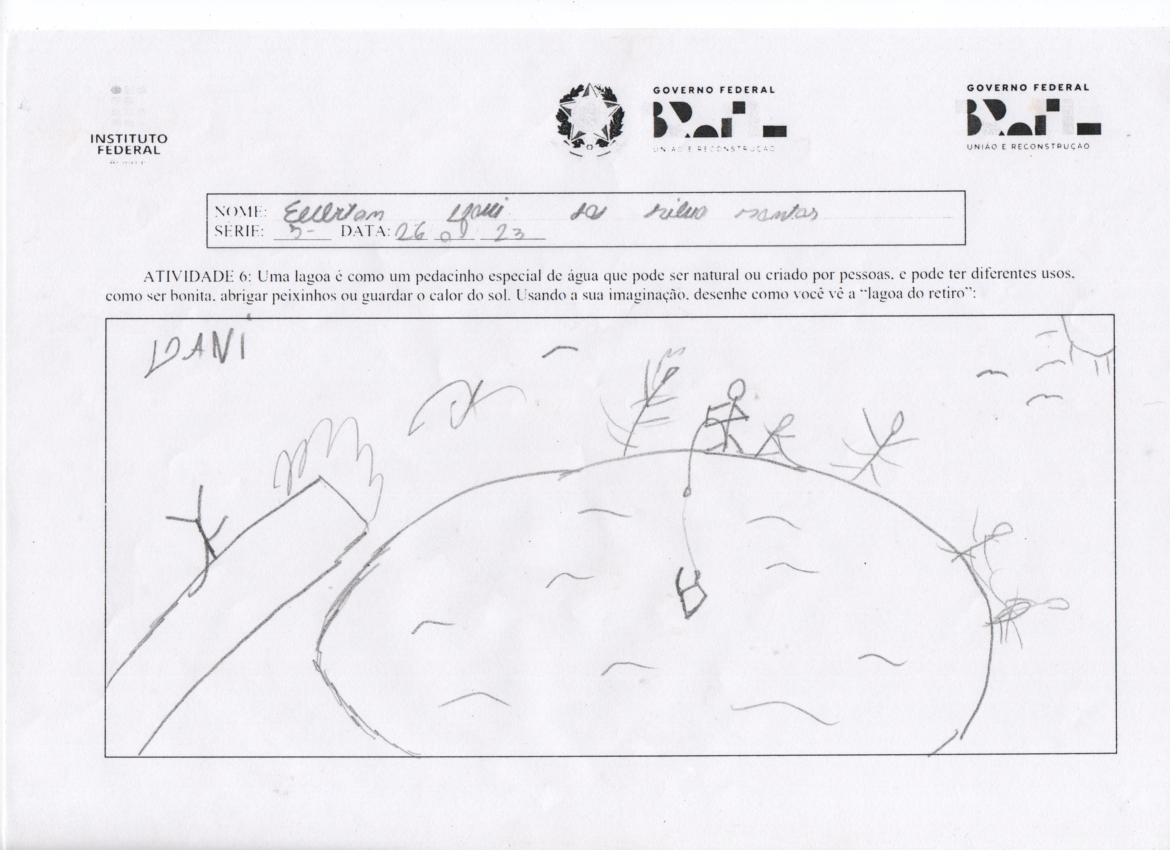 INSTITUTO
FEDERAL
GOVERNO FEDERAL
BRASIL
UNIÃO E RECONSTRUÇÃO
GOVERNO FEDERAL
BRASIL
UNIÃO E RECONSTRUÇÃO
NOME: da silva santos
SÉRIE: 5- DATA: 26 09 23
ATIVIDADE 6: Uma lagoa é como um pedacinho especial de água que pode ser natural ou criado por pessoas, e pode ter diferentes usos,
como ser bonita, abrigar peixinhos ou guardar o calor do sol. Usando a sua imaginação, desenhe como você vê a “lagoa do retiro”:
DANI